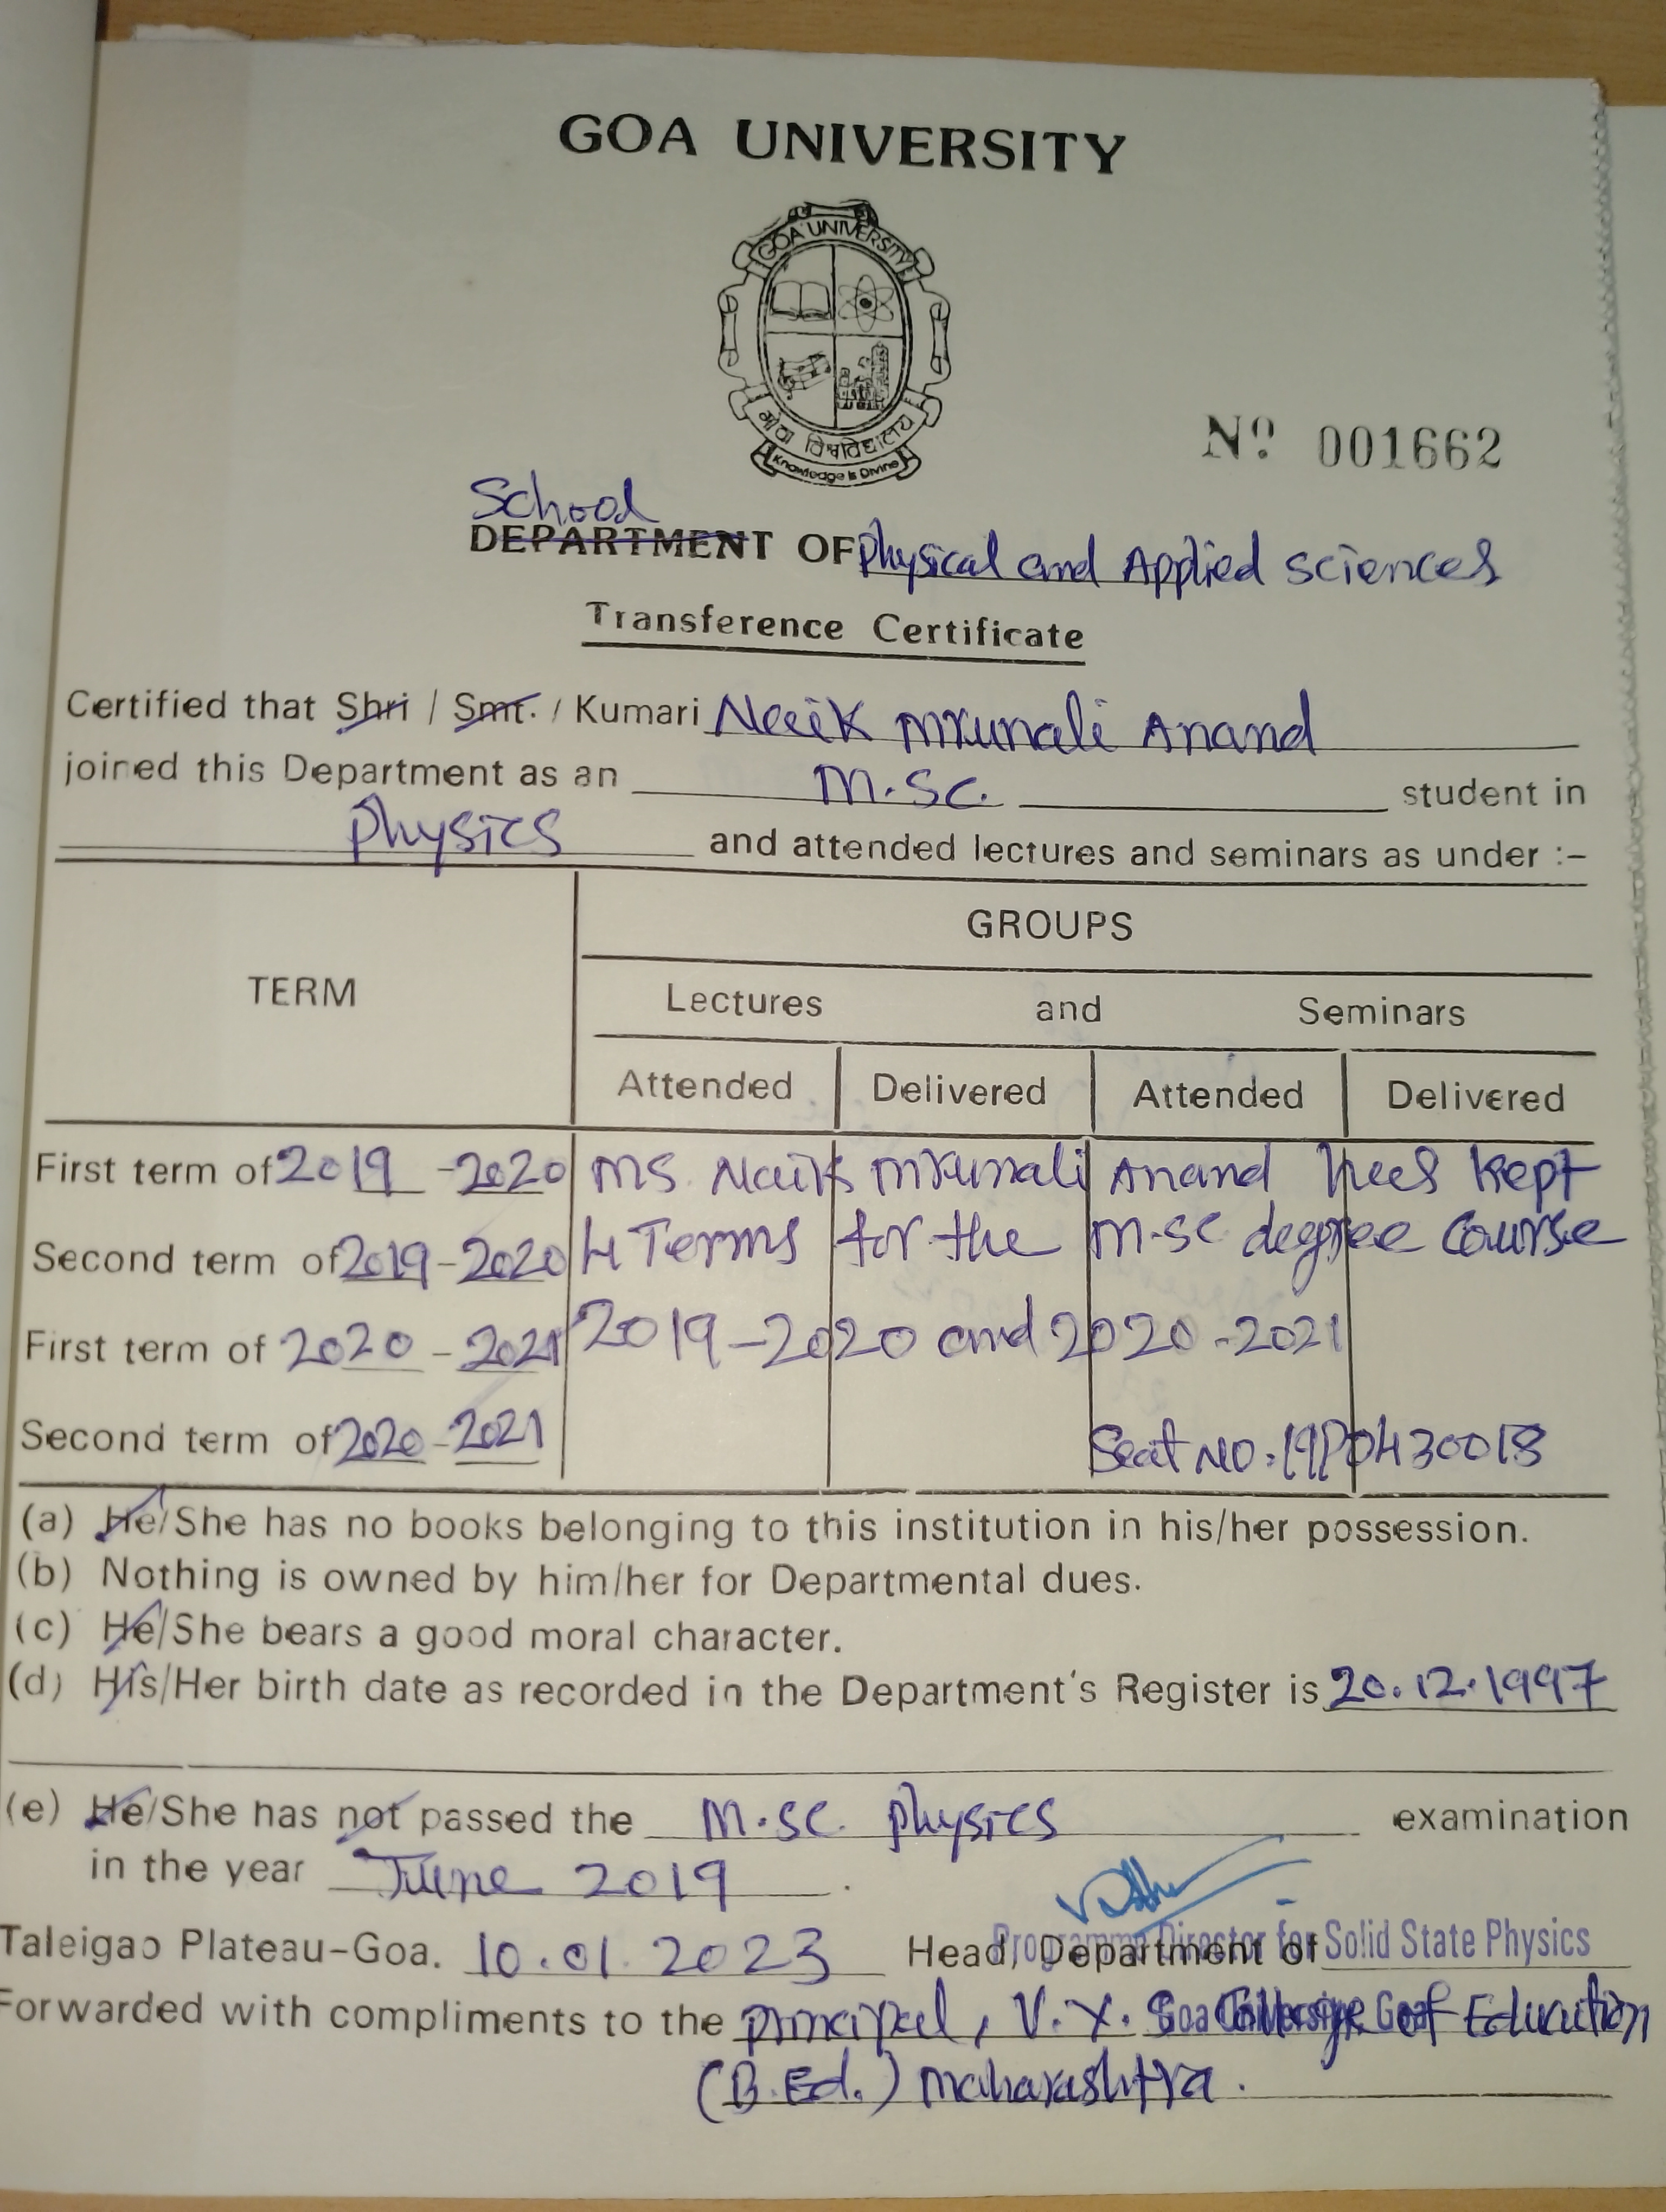 GOA UNIVERSITY
GOA UNIVERSITY
गोवा विश्वविद्यालय
Knowledge is Divine
Nº 001662
School
DEPARTMENT OF Physical and Applied sciences
Transference Certificate
Certified that Shri / Smt. / Kumari Naik Mrunali Anand
joined this Department as an M.Sc. student in
Physics and attended lectures and seminars as under :-
TERM
GROUPS
Lectures and Seminars
Attended Delivered Attended Delivered
First term of 2019 - 2020 Ms. Naik Mrunali Anand has kept
Second term of 2019 - 2020 4 Terms for the M.Sc degree course
First term of 2020 - 2021 2019-2020 and 2020-2021
Second term of 2020 - 2021 Seat No: 19P0430013
(a) He/She has no books belonging to this institution in his/her possession.
(b) Nothing is owned by him/her for Departmental dues.
(c) He/She bears a good moral character.
(d) His/Her birth date as recorded in the Department's Register is 20.12.1997
(e) He/She has not passed the M.Sc. Physics examination
in the year June 2019.
Programme Director for Solid State Physics
Taleigao Plateau-Goa. 10.01.2023 Head, Department of
Goa University, Goa
Forwarded with compliments to the principal, V. Y. S. College of Education
(B.Ed.) Maharashtra.